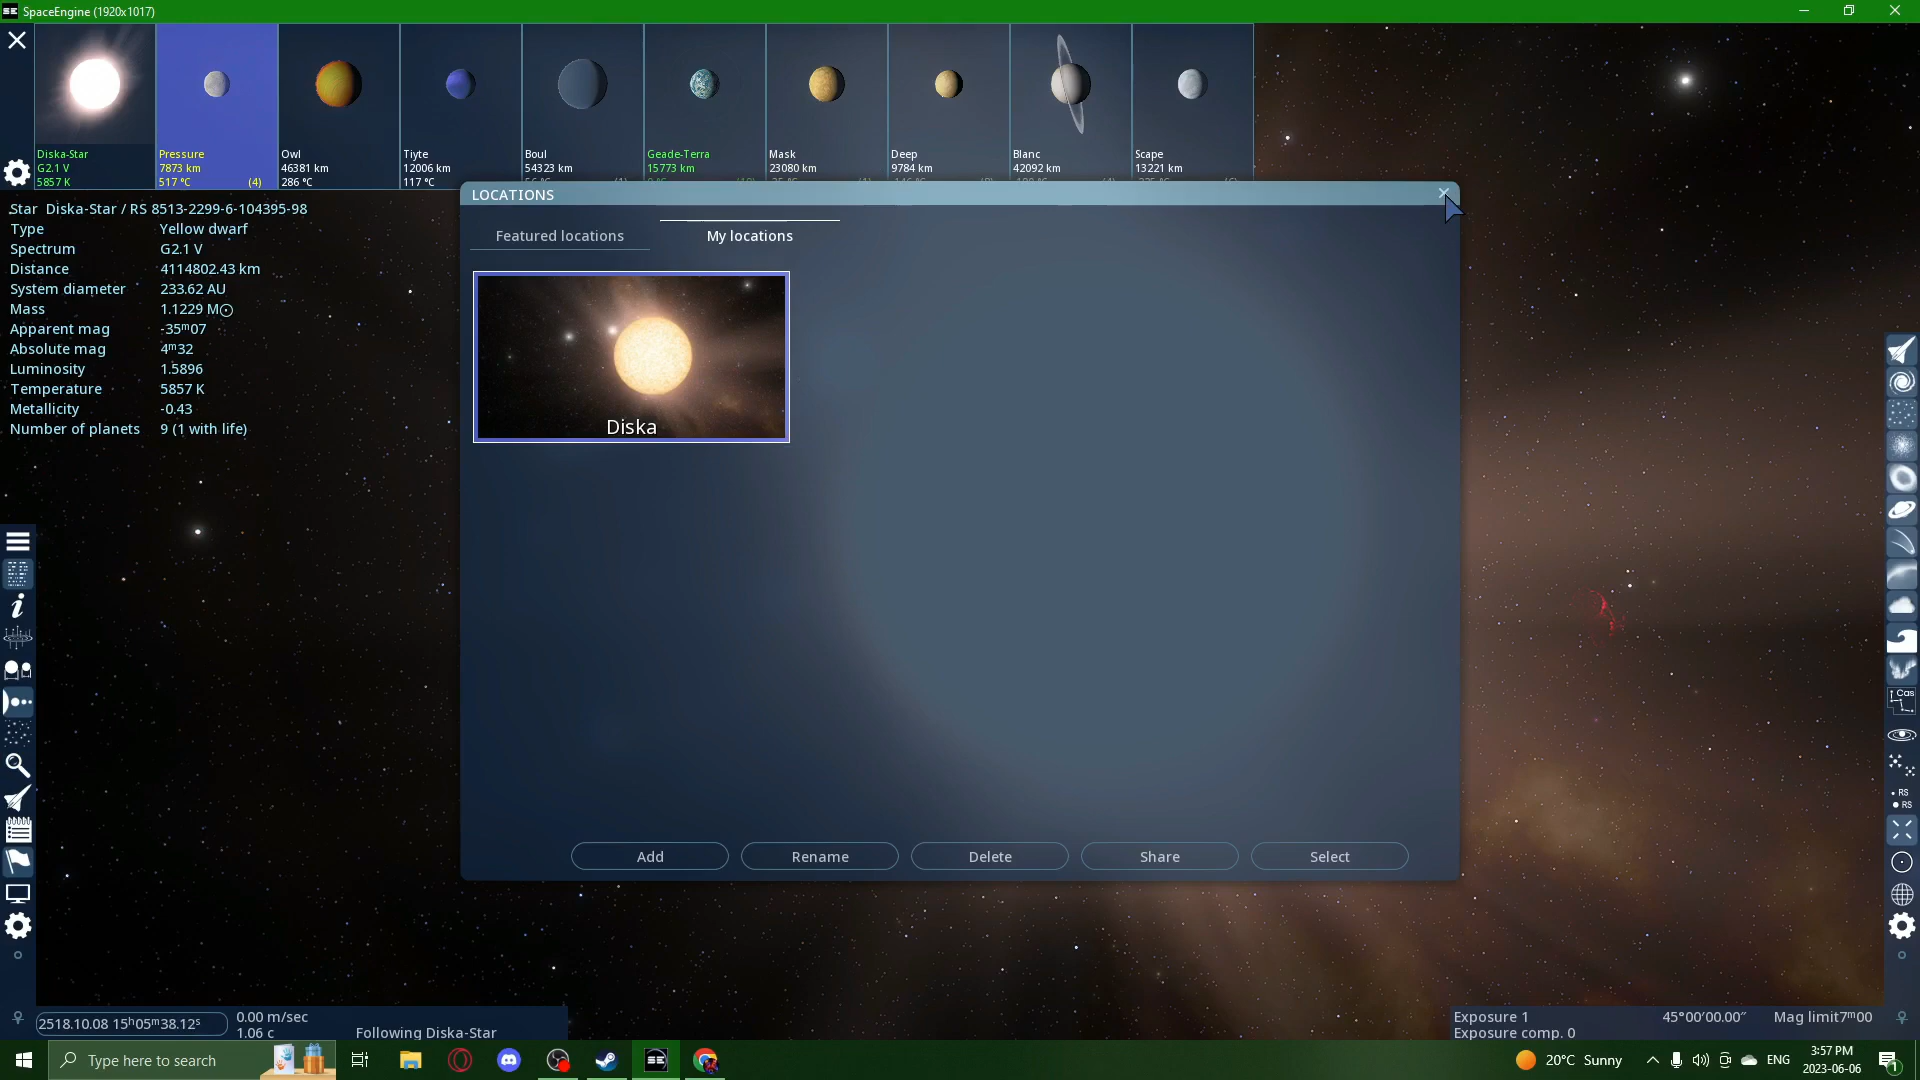 SpaceEngine (1920x1017)
Diska-Star
G2.1 V
5857 K
Pressure
7873 km
517 °C (4)
Owl
46381 km
286 °C
Tiyte
12006 km
117 °C
Boul
54323 km
Geade-Terra
15773 km
Mask
23080 km
Deep
9784 km
Blanc
42092 km
Scape
13221 km
Star Diska-Star / RS 8513-2299-6-104395-98
Type Yellow dwarf
Spectrum G2.1 V
Distance 4114802.43 km
System diameter 233.62 AU
Mass 1.1229 M☉
Apparent mag -35ᵐ07
Absolute mag 4ᵐ32
Luminosity 1.5896
Temperature 5857 K
Metallicity -0.43
Number of planets 9 (1 with life)
LOCATIONS
Featured locations My locations
Diska
Add Rename Delete Share Select
Cas
RS
RS
2518.10.08 15ʰ05ᵐ38.12ˢ
0.00 m/sec
1.06 c Following Diska-Star
Exposure 1 45°00'00.00" Mag limit7ᵐ00
Exposure comp. 0
Type here to search
SE
20°C Sunny
ENG
3:57 PM
2023-06-06
1